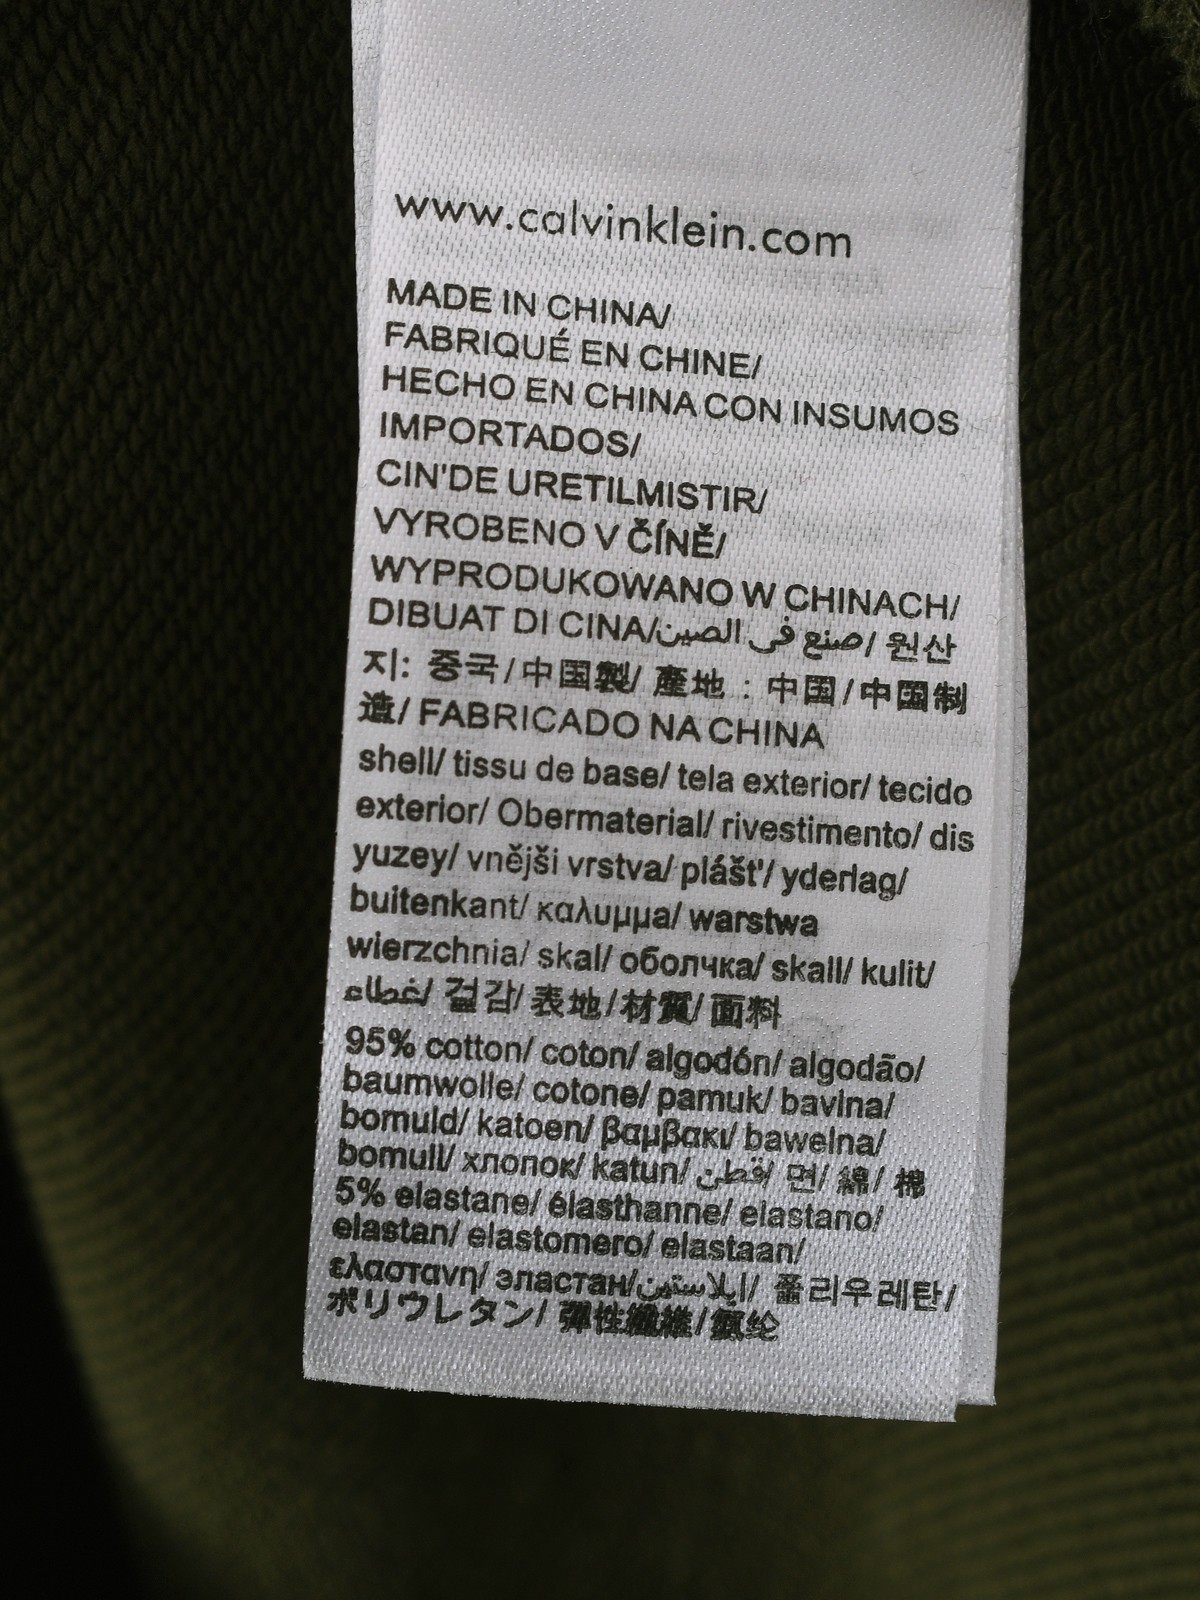 www.calvinklein.com
MADE IN CHINA/
FABRIQUÉ EN CHINE/
HECHO EN CHINA CON INSUMOS
IMPORTADOS/
CIN'DE URETILMISTIR/
VYROBENO V ČÍNĚ/
WYPRODUKOWANO W CHINACH/
DIBUAT DI CINA/صنع فى الصين/ 원산
지: 중국/中国製/ 產地 : 中国/中国制
造/ FABRICADO NA CHINA
shell/ tissu de base/ tela exterior/ tecido
exterior/ Obermaterial/ rivestimento/ dis
yuzey/ vnější vrstva/ plášt'/ yderlag/
buitenkant/ καλυμμα/ warstwa
wierzchnia/ skal/ оболчка/ skall/ kulit/
غطاء/ 겉감/ 表地/材質/ 面料
95% cotton/ coton/ algodón/ algodão/
baumwolle/ cotone/ pamuk/ bavlna/
bomuld/ katoen/ βαμβακι/ bawelna/
bomull/ хлопок/ katun/ قطن/ 면/ 綿/ 棉
5% elastane/ élasthanne/ elastano/
elastan/ elastomero/ elastaan/
ελαστανη/ эластан/ايلاستين/ 폴리우레탄/
ポリウレタン/ 彈性纖維/ 氨纶